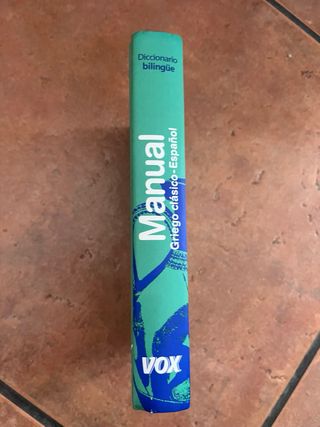 Diccionario
bilingüe
Manual
Griego clásico-Español
VOX